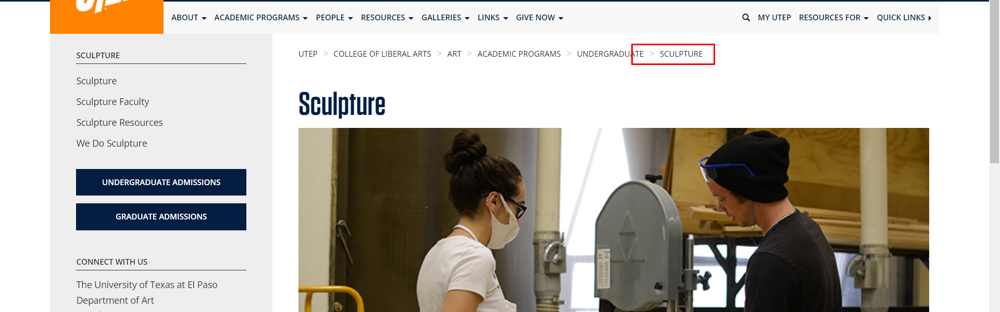 ABOUT ACADEMIC PROGRAMS PEOPLE RESOURCES GALLERIES LINKS GIVE NOW MY UTEP RESOURCES FOR QUICK LINKS
UTEP > COLLEGE OF LIBERAL ARTS > ART > ACADEMIC PROGRAMS > UNDERGRADUATE > SCULPTURE
SCULPTURE
Sculpture
Sculpture Faculty
Sculpture Resources
We Do Sculpture
UNDERGRADUATE ADMISSIONS
GRADUATE ADMISSIONS
CONNECT WITH US
The University of Texas at El Paso
Department of Art
Sculpture